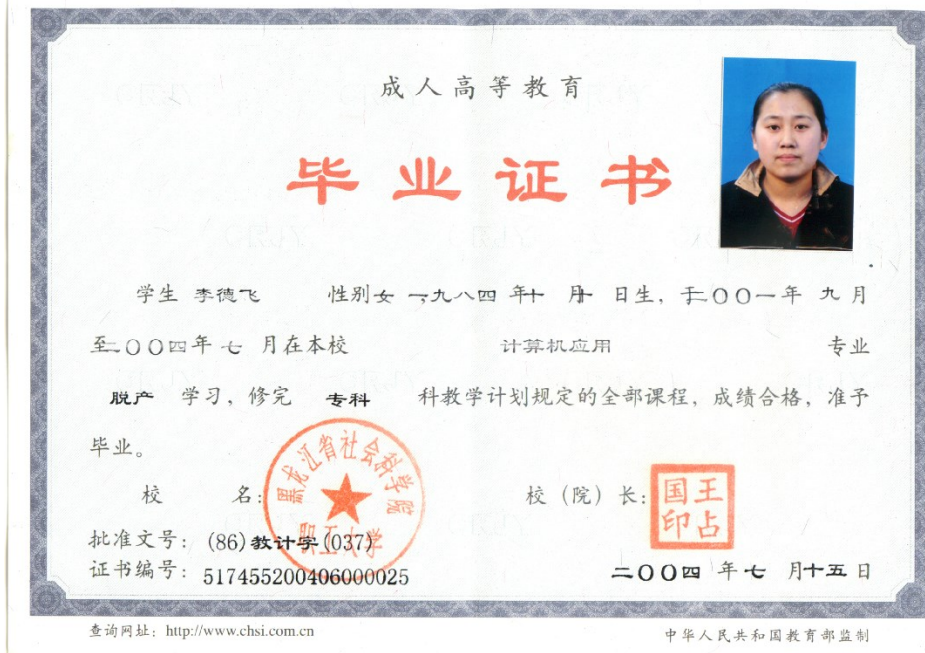 成人高等教育
毕业证书
学生 李德飞 性别女 一九八四 年十 月廿 日生，于二〇〇一年 九月
至二〇〇四年 七 月在本校 计算机应用 专业
脱产 学习，修完 专科 科教学计划规定的全部课程，成绩合格，准予
毕业。
黑龙江省社会科学院
职工大学
校 名：
校（院）长：
王占国印
批准文号：(86)教计字(037)
证书编号：517455200406000025
二〇〇四 年 七 月十五日
查询网址：http://www.chsi.com.cn
中华人民共和国教育部监制